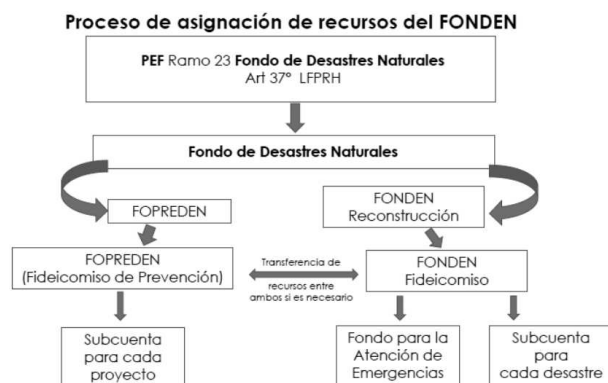 Proceso de asignación de recursos del FONDEN
PEF Ramo 23 Fondo de Desastres Naturales
Art 37° LFPRH
Fondo de Desastres Naturales
FOPREDEN
FONDEN
Reconstrucción
FOPREDEN
(Fideicomiso de Prevención)
Transferencia de
recursos entre
ambos si es necesario
FONDEN
Fideicomiso
Subcuenta
para cada
proyecto
Fondo para la
Atención de
Emergencias
Subcuenta
para
cada desastre